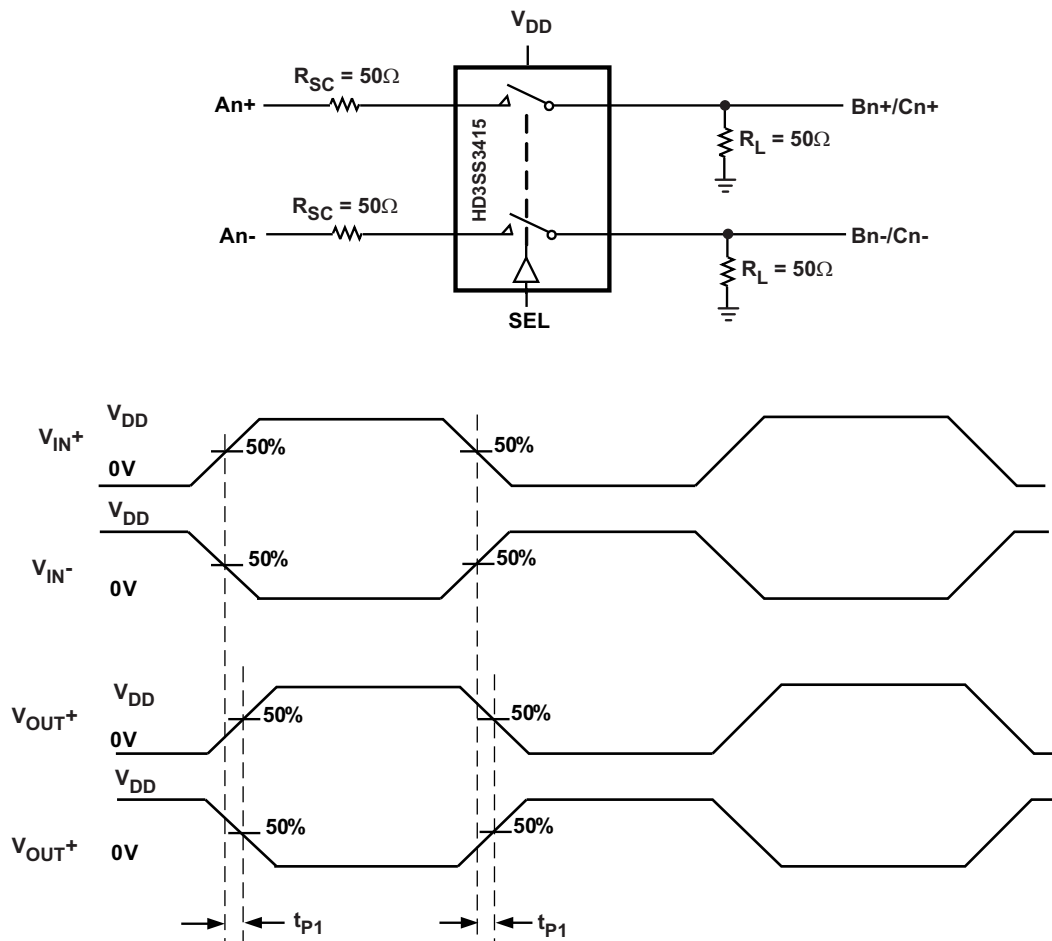 VDD
RSC = 50Ω
An+
Bn+/Cn+
HD3SS3415
RL = 50Ω
RSC = 50Ω
An-
Bn-/Cn-
RL = 50Ω
SEL
VDD
VIN+
50%
50%
0V
VDD
VIN-
50%
50%
0V
VDD
VOUT+
50%
50%
0V
VDD
VOUT+
50%
50%
0V
tP1
tP1